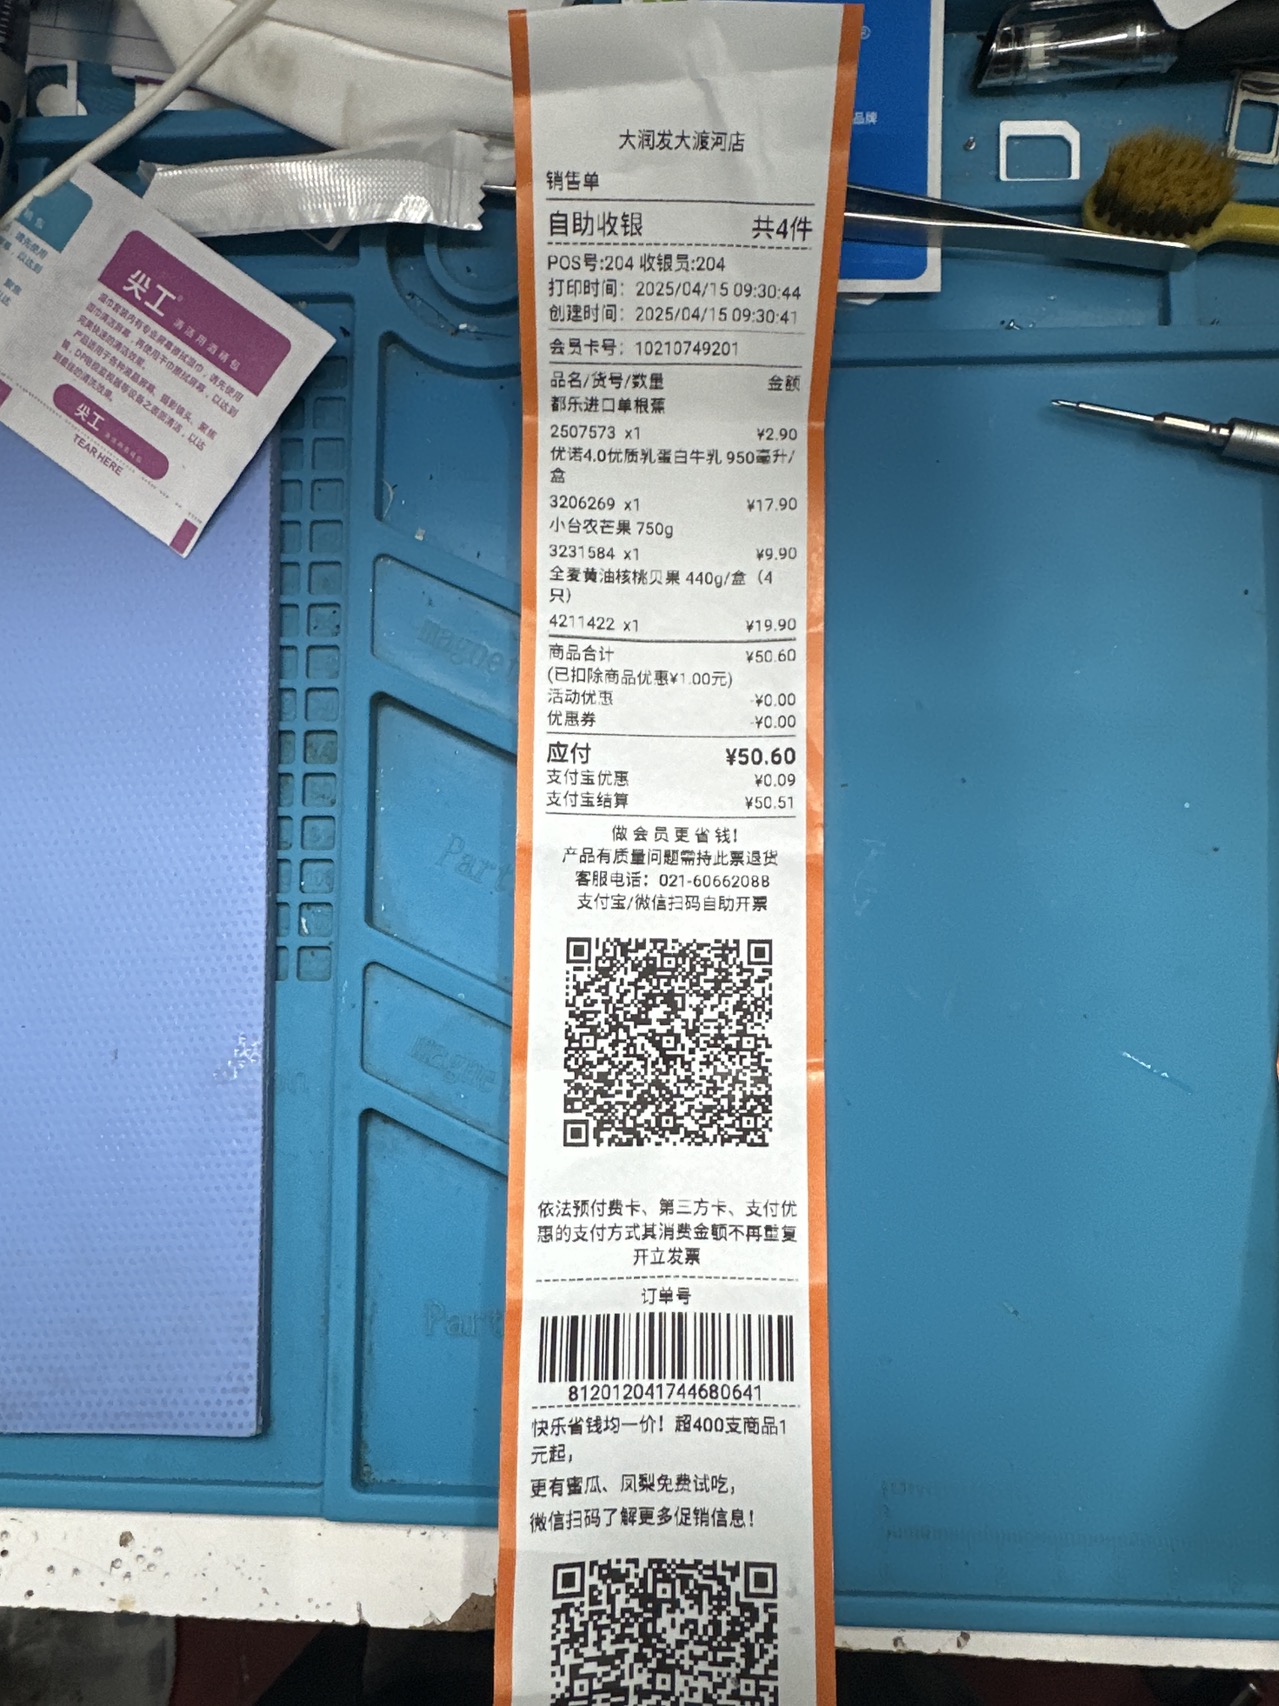 大润发大渡河店
销售单
自助收银 共4件
POS号:204 收银员:204
打印时间: 2025/04/15 09:30:44
创建时间: 2025/04/15 09:30:41
会员卡号: 10210749201
品名/货号/数量 金额
都乐进口单根蕉
2507573 x1 ¥2.90
优诺4.0优质乳蛋白牛乳 950毫升/
盒
3206269 x1 ¥17.90
小台农芒果 750g
3231584 x1 ¥9.90
全麦黄油核桃贝果 440g/盒（4
只）
4211422 x1 ¥19.90
商品合计 ¥50.60
(已扣除商品优惠¥1.00元)
活动优惠 -¥0.00
优惠券 -¥0.00
应付 ¥50.60
支付宝优惠 ¥0.09
支付宝结算 ¥50.51
做会员更省钱!
产品有质量问题需持此票退货
客服电话: 021-60662088
支付宝/微信扫码自助开票
依法预付费卡、第三方卡、支付优
惠的支付方式其消费金额不再重复
开立发票
订单号
812012041744680641
快乐省钱均一价! 超400支商品1
元起,
更有蜜瓜、凤梨免费试吃,
微信扫码了解更多促销信息!
尖工
清洁用酒精包
尖工
TEAR HERE
品牌
Part
Part